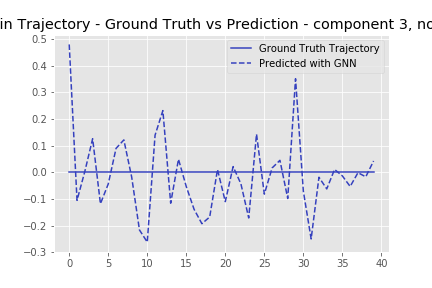 in Trajectory - Ground Truth vs Prediction - component 3, no
Ground Truth Trajectory
Predicted with GNN
0.5
0.4
0.3
0.2
0.1
0.0
−0.1
−0.2
−0.3
0 5 10 15 20 25 30 35 40